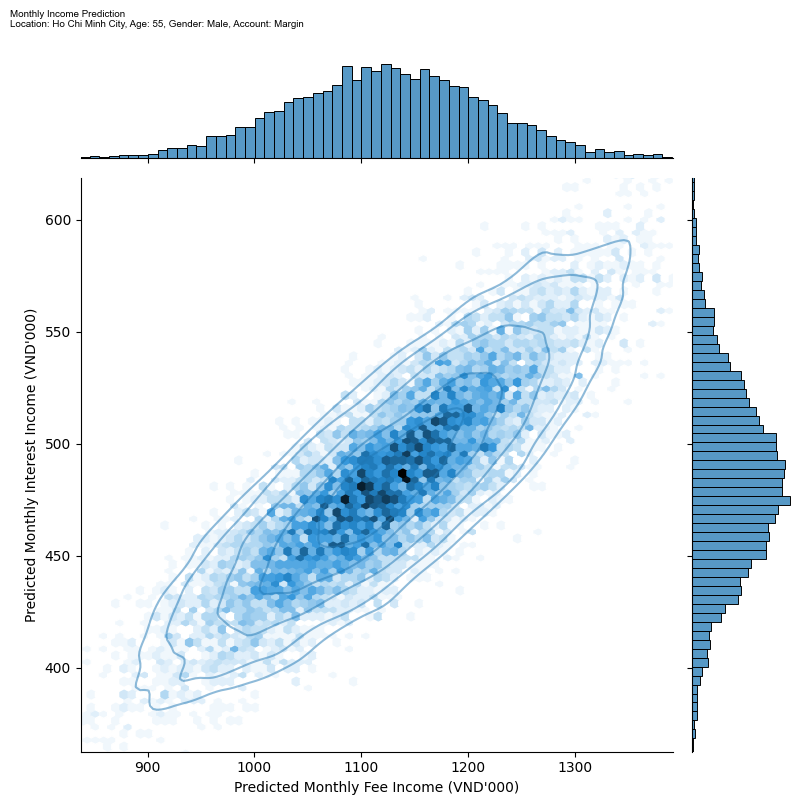 Monthly Income Prediction
Location: Ho Chi Minh City, Age: 55, Gender: Male, Account: Margin
600
550
500
450
400
Predicted Monthly Interest Income (VND'000)
900
1000
1100
1200
1300
Predicted Monthly Fee Income (VND'000)